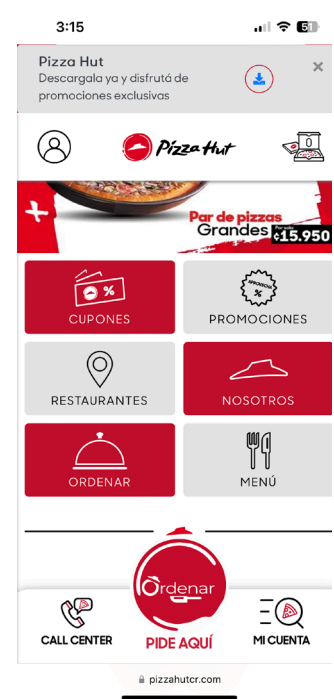 3:15
51
Pizza Hut
Descargala ya y disfrutá de
promociones exclusivas
×
Pizza Hut
0
Par de pizzas
Grandes Por solo ¢15.950
CUPONES
APROVECHA %
PROMOCIONES
RESTAURANTES
NOSOTROS
ORDENAR
MENÚ
Ordenar
CALL CENTER
PIDE AQUÍ
MI CUENTA
pizzahutcr.com